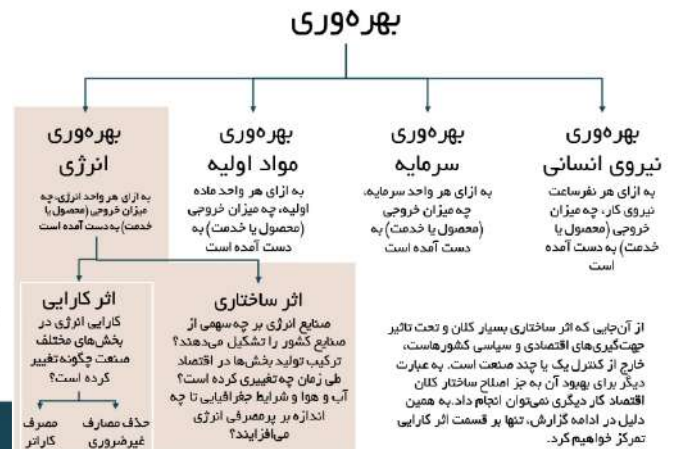 بهره‌وری
بهره‌وری
نیروی انسانی
به ازای هر نفرساعت
نیروی کار، چه میزان
خروجی (محصول یا
خدمت) به دست آمده
است
بهره‌وری
سرمایه
به ازای هر واحد سرمایه،
چه میزان خروجی
(محصول یا خدمت) به
دست آمده است
بهره‌وری
مواد اولیه
به ازای هر واحد ماده
اولیه، چه میزان خروجی
(محصول یا خدمت) به
دست آمده است
بهره‌وری
انرژی
به ازای هر واحد انرژی، چه
میزان خروجی (محصول یا
خدمت) به دست آمده است
اثر ساختاری
صنایع انرژی بر چه سهمی از
صنایع کشور را تشکیل می‌دهند؟
ترکیب تولید بخش‌ها در اقتصاد
طی زمان چه تغییری کرده است؟
آب و هوا و شرایط جغرافیایی تا چه
اندازه بر پرمصرفی انرژی
می‌افزایند؟
اثر کارایی
کارایی انرژی در
بخش‌های مختلف
صنعت چگونه تغییر
کرده است؟
حذف مصارف
غیرضروری
مصرف
کاراتر
از آن‌جایی که اثر ساختاری بسیار کلان و تحت تاثیر
جهت‌گیری‌های اقتصادی و سیاسی کشورهاست،
خارج از کنترل یک یا چند صنعت است. به عبارت
دیگر برای بهبود آن به جز اصلاح ساختار کلان
اقتصاد کار دیگری نمی‌توان انجام داد.به همین
دلیل در ادامه گزارش، تنها بر قسمت اثر کارایی
تمرکز خواهیم کرد.